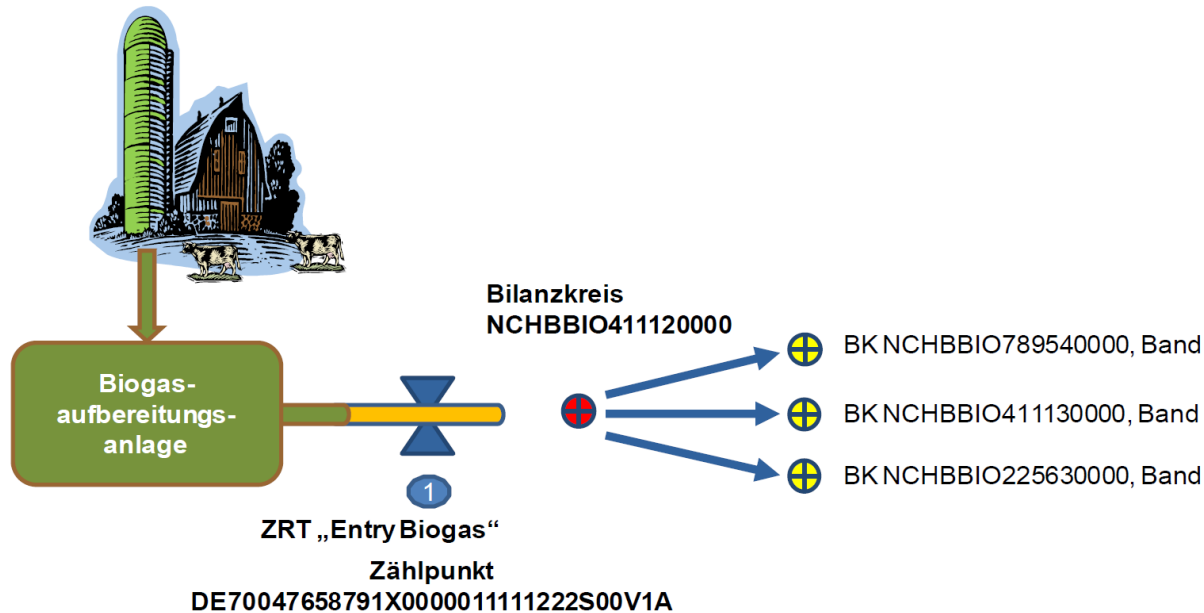 Bilanzkreis
NCHBBIO411120000
BK NCHBBIO789540000, Band
Biogas-
aufbereitungs-
anlage
BK NCHBBIO411130000, Band
BK NCHBBIO225630000, Band
1
ZRT „Entry Biogas“
Zählpunkt
DE70047658791X0000011111222S00V1A